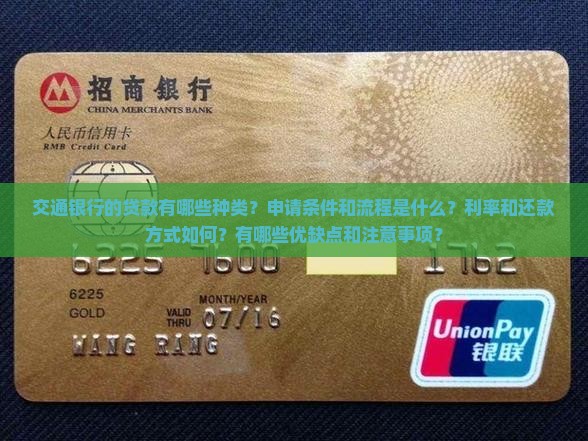 招商銀行
CHINA MERCHANTS BANK
人民币信用卡
RMB Credit Card
交通银行的贷款有哪些种类？申请条件和流程是什么？利率和还款
方式如何？有哪些优缺点和注意事项？
6225 7600 1762
6225
MONTH/YEAR
GOLD
VALID THRU 07/16
WANG RANG
UnionPay
银联